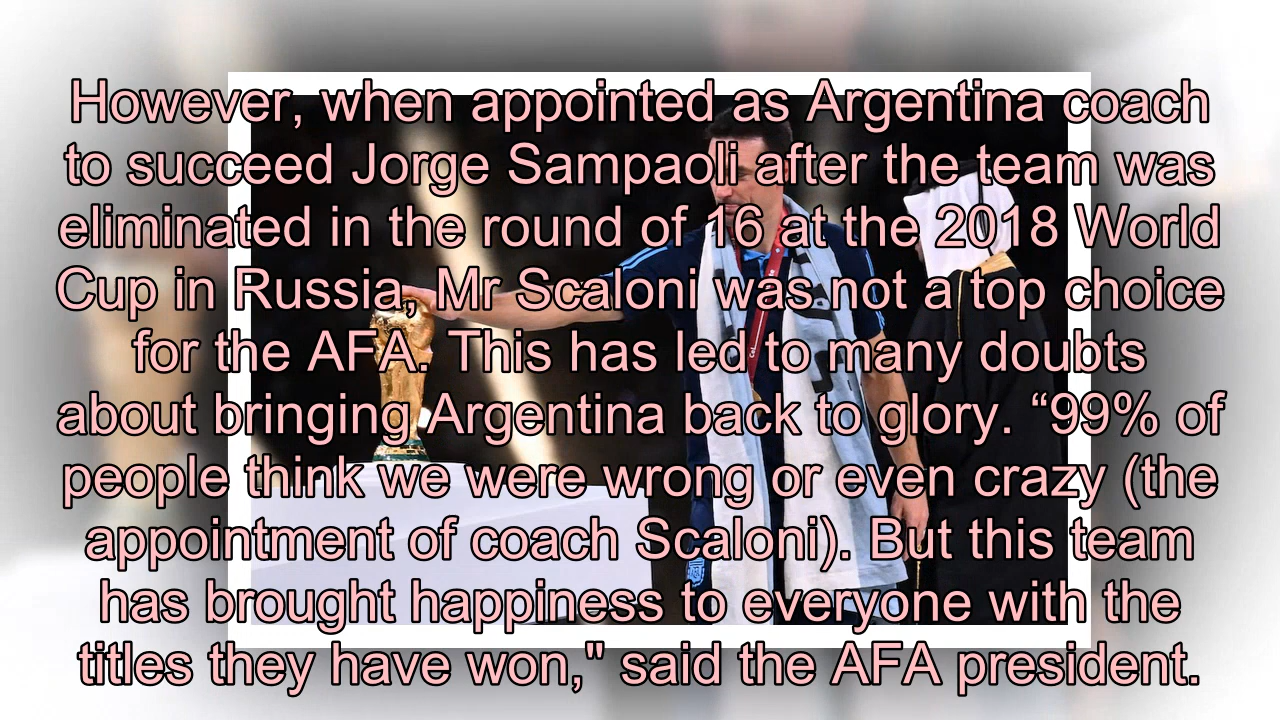 However, when appointed as Argentina coach
to succeed Jorge Sampaoli after the team was
eliminated in the round of 16 at the 2018 World
Cup in Russia, Mr Scaloni was not a top choice
for the AFA. This has led to many doubts
about bringing Argentina back to glory. “99% of
people think we were wrong or even crazy (the
appointment of coach Scaloni). But this team
has brought happiness to everyone with the
titles they have won," said the AFA president.